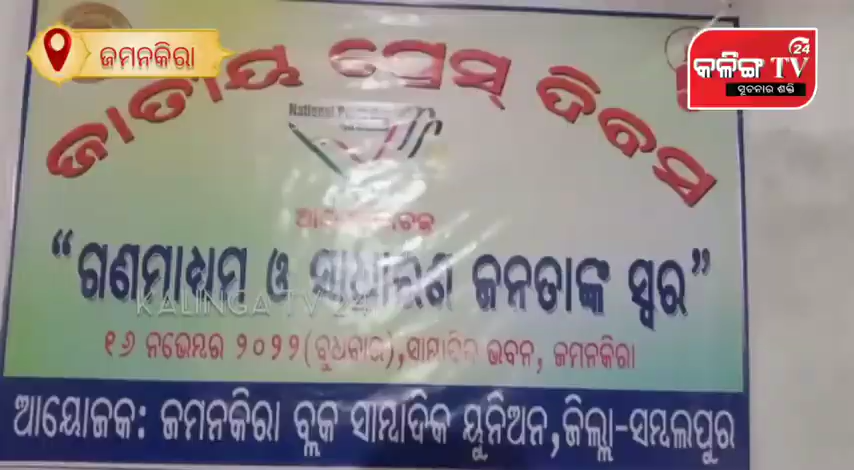 ଜମନକିରା
କଳିଙ୍ଗ TV 24
ସୂଚନାର ଶକ୍ତି
ଜାତୀୟ ପ୍ରେସ୍ ଦିବସ
National
"ଗଣମାଧ୍ୟମ ଓ ସାଧାରଣ ଜନତାଙ୍କ ସ୍ୱର"
KALINGA TV 24
୧୬ ନଭେମ୍ବର ୨୦୨୨ (ବୁଧବାର), ସାମ୍ବାଦିକ ଭବନ, ଜମନକିରା
ଆୟୋଜକ: ଜମନକିରା ବ୍ଲକ ସାମ୍ବାଦିକ ୟୁନିଅନ, ଜିଲ୍ଲା-ସମ୍ବଲପୁର